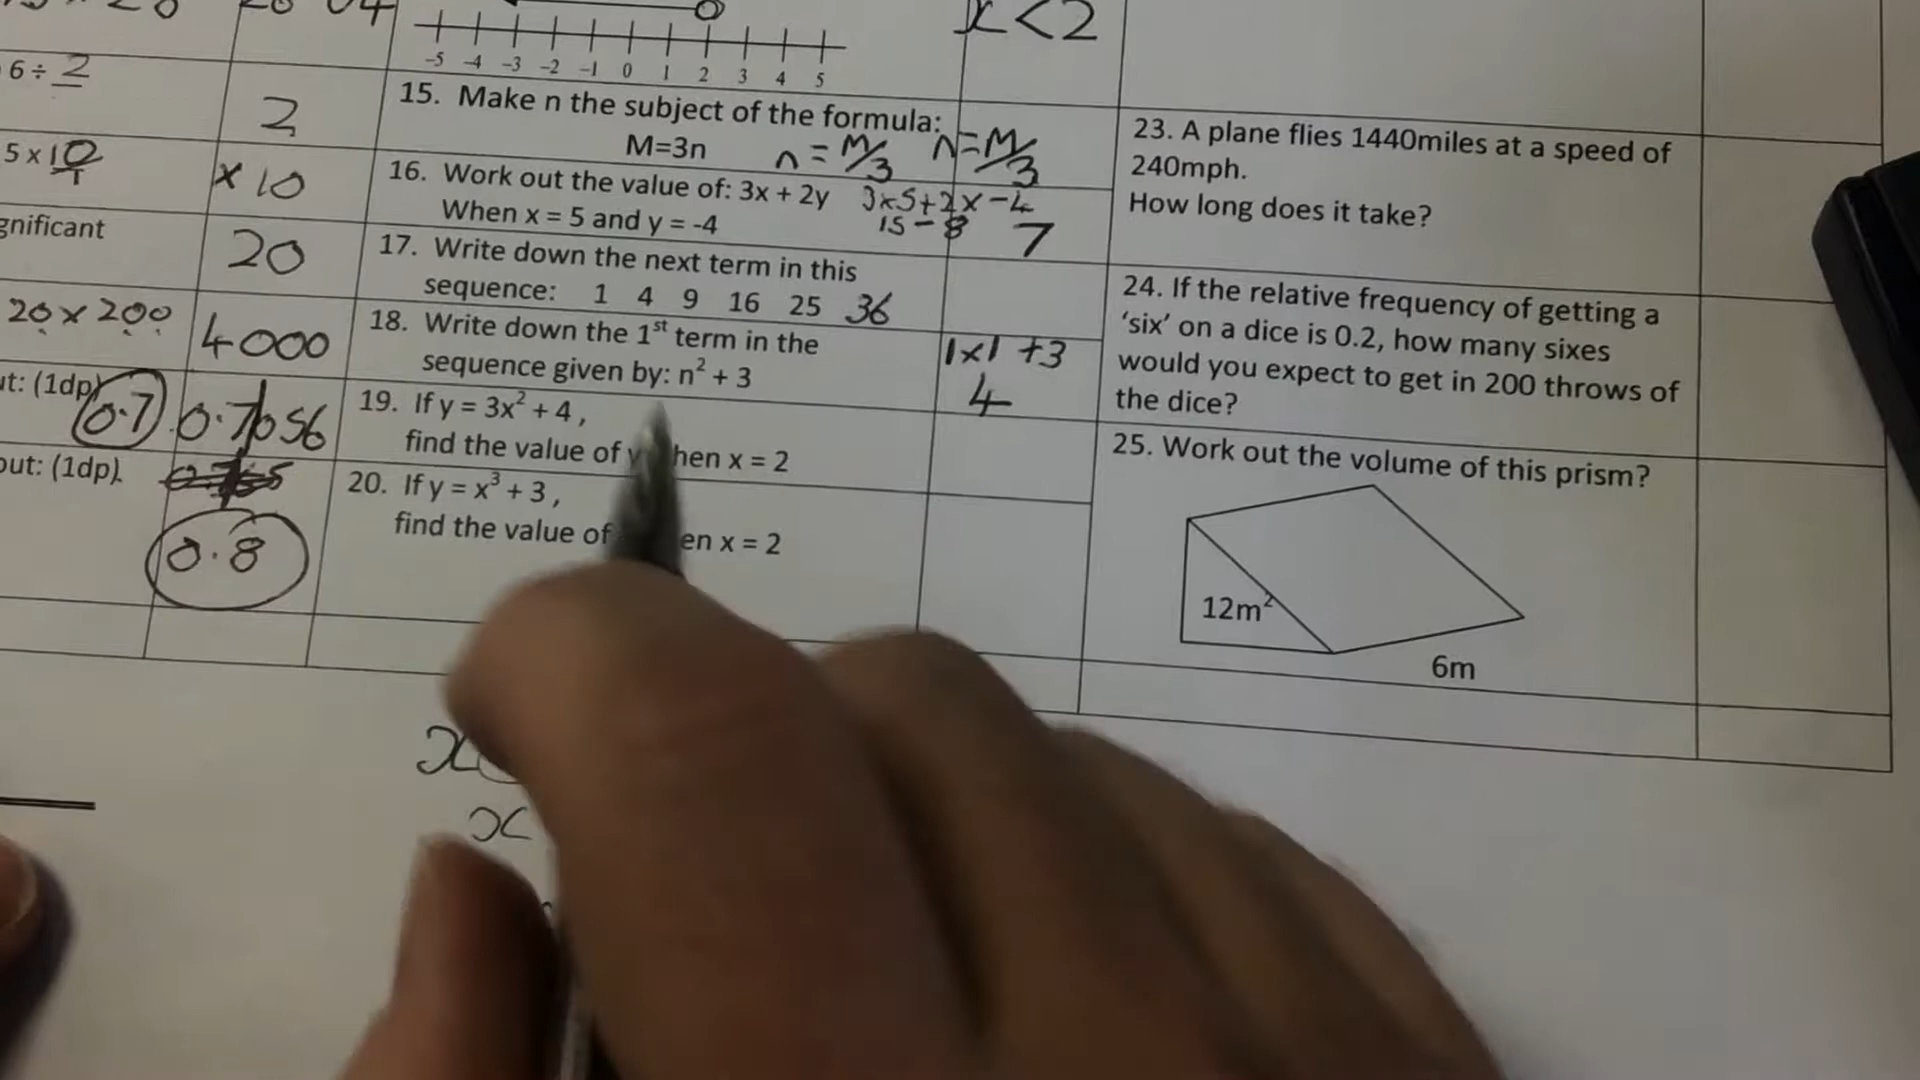 x<2
6 ÷ 2
2
-5 -4 -3 -2 -1 0 1 2 3 4 5
15. Make n the subject of the formula:
M=3n n = M/3 n = M/3
5 x 10/1
x 10
16. Work out the value of: 3x + 2y 3x5+2x-4
When x = 5 and y = -4 15 - 8 7
gnificant
20
17. Write down the next term in this
sequence: 1 4 9 16 25 36
20 x 200
4000
18. Write down the 1st term in the
sequence given by: n² + 3
1x1 +3
4
ut: (1dp)
0.7 0.7056
19. If y = 3x² + 4 ,
find the value of y hen x = 2
out: (1dp).
0.8
20. If y = x³ + 3 ,
find the value of en x = 2
x
x
23. A plane flies 1440miles at a speed of
240mph.
How long does it take?
24. If the relative frequency of getting a
‘six’ on a dice is 0.2, how many sixes
would you expect to get in 200 throws of
the dice?
25. Work out the volume of this prism?
12m²
6m